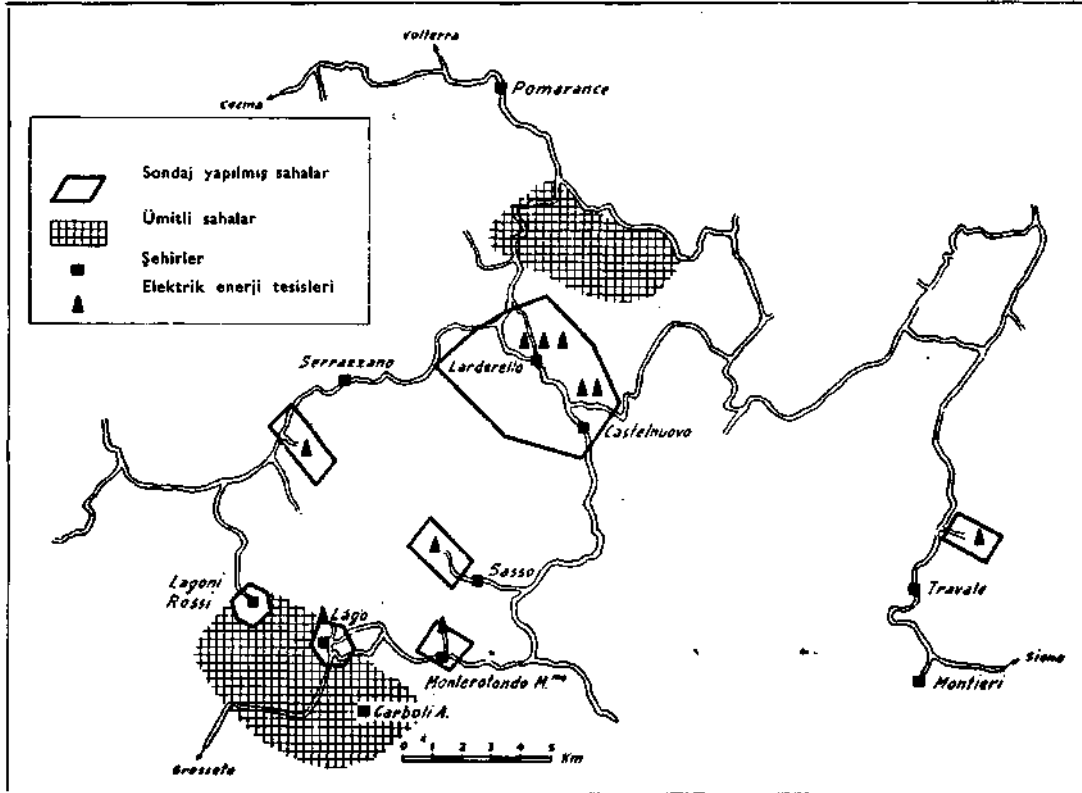 Volterra
Pomarance
Cecina
Sondaj yapılmış sahalar
Ümitli sahalar
Şehirler
Elektrik enerji tesisleri
Serrazzano
Larderello
Castelnuovo
Sasso
Lagoni
Rossi
Lago
Travale
Monterotondo M.mo
Siena
Montieri
Carboli A.
0 1 2 3 4 5
Km
Grosseto